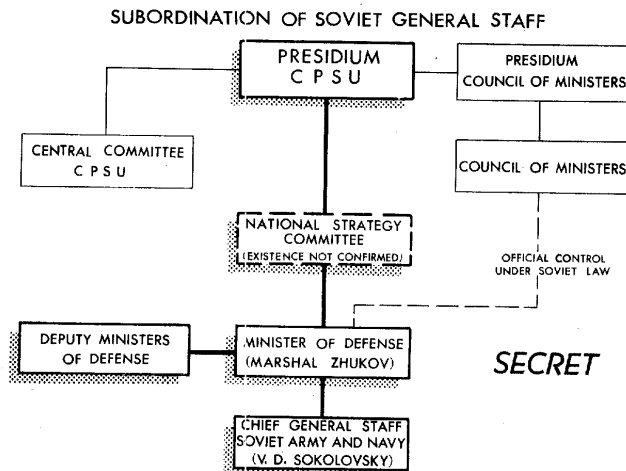 SUBORDINATION OF SOVIET GENERAL STAFF
PRESIDIUM
CPSU
PRESIDIUM
COUNCIL OF MINISTERS
CENTRAL COMMITTEE
CPSU
COUNCIL OF MINISTERS
NATIONAL STRATEGY
COMMITTEE
(EXISTENCE NOT CONFIRMED)
OFFICIAL CONTROL
UNDER SOVIET LAW
DEPUTY MINISTERS
OF DEFENSE
MINISTER OF DEFENSE
(MARSHAL ZHUKOV)
SECRET
CHIEF GENERAL STAFF
SOVIET ARMY AND NAVY
(V. D. SOKOLOVSKY)